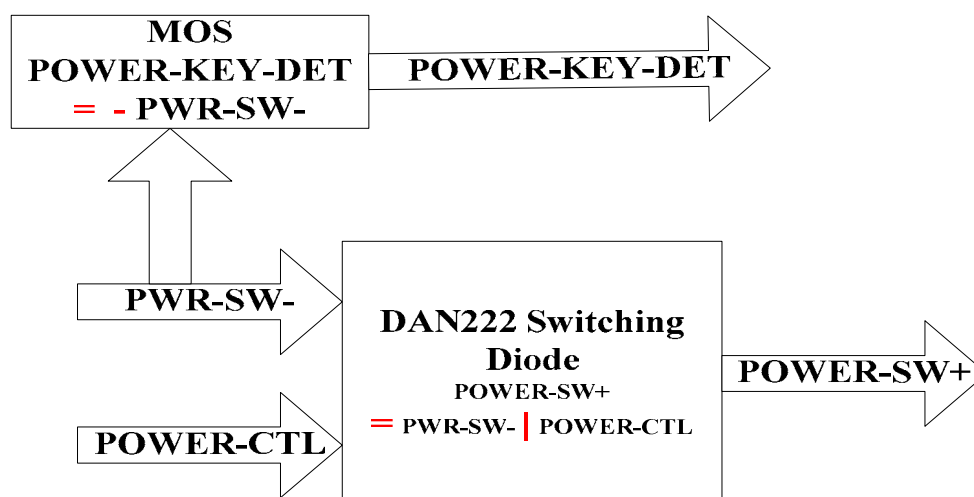 MOS
POWER-KEY-DET
= - PWR-SW-
POWER-KEY-DET
PWR-SW-
DAN222 Switching
Diode
POWER-SW+
= PWR-SW- | POWER-CTL
POWER-SW+
POWER-CTL